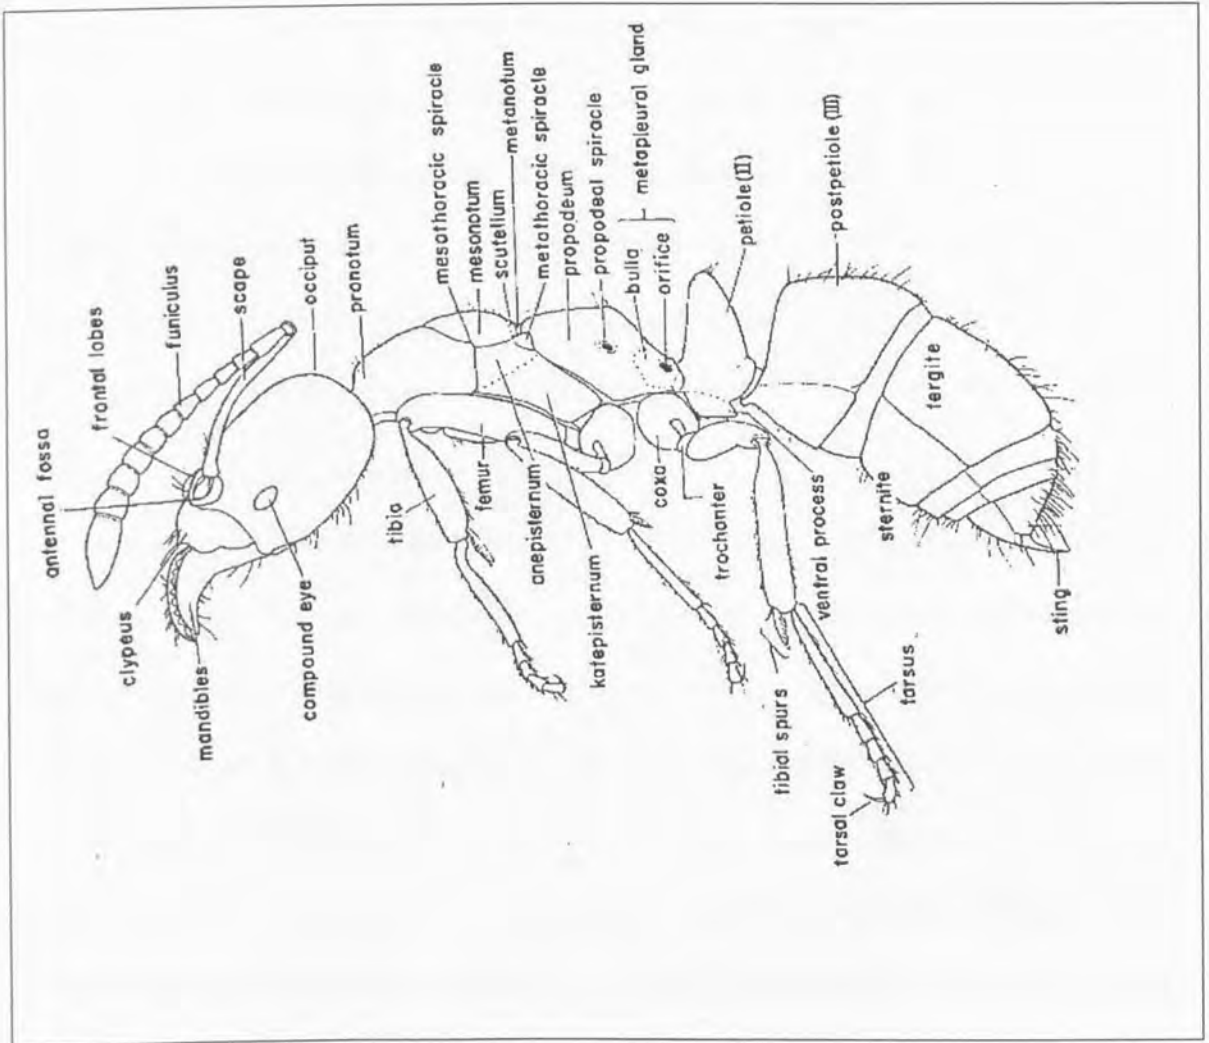 antennal fossa
frontal lobes
funiculus
scape
occiput
pronotum
mesothoracic spiracle
mesonotum
scutellum
metanotum
metathoracic spiracle
propodeum
propodeal spiracle
bulla
orifice
metapleural gland
petiole (II)
postpetiole (III)
clypeus
mandibles
compound eye
tibia
femur
anepisternum
katepisternum
coxa
trochanter
ventral process
sternite
tergite
sting
tibial spurs
tarsus
tarsal claw